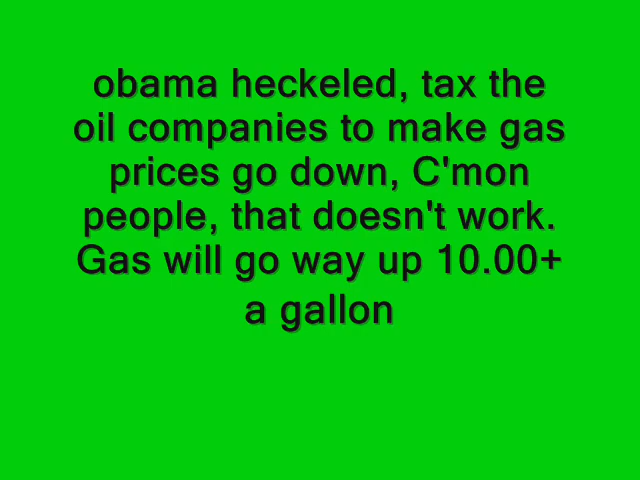 obama heckeled, tax the
oil companies to make gas
prices go down, C'mon
people, that doesn't work.
Gas will go way up 10.00+
a gallon